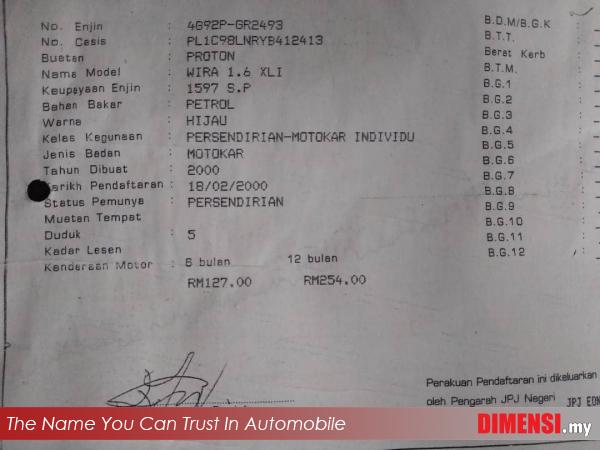 No. Enjin : 4G92P-GR2493
No. Casis : PL1C98LNRYB412413
Buatan : PROTON
Nama Model : WIRA 1.6 XLI
Keupayaan Enjin : 1597 S.P
Bahan Bakar : PETROL
Warna : HIJAU
Kelas Kegunaan : PERSENDIRIAN-MOTOKAR INDIVIDU
Jenis Badan : MOTOKAR
Tahun Dibuat : 2000
arikh Pendaftaran : 18/02/2000
Status Pemunya : PERSENDIRIAN
Muatan Tempat
Duduk : 5
Kadar Lesen
Kenderaan Motor : 6 bulan 12 bulan
RM127.00 RM254.00
B.D.M/B.G.K :
B.T.T. :
Berat Kerb :
B.T.M. :
B.G.1 :
B.G.2 :
B.G.3 :
B.G.4 :
B.G.5 :
B.G.6 :
B.G.7 :
B.G.8 :
B.G.9 :
B.G.10 :
B.G.11 :
B.G.12 :
Perakuan Pendaftaran ini dikeluarkan
oleh Pengarah JPJ Negeri JPJ
The Name You Can Trust In Automobile
DIMENSI.my
.my